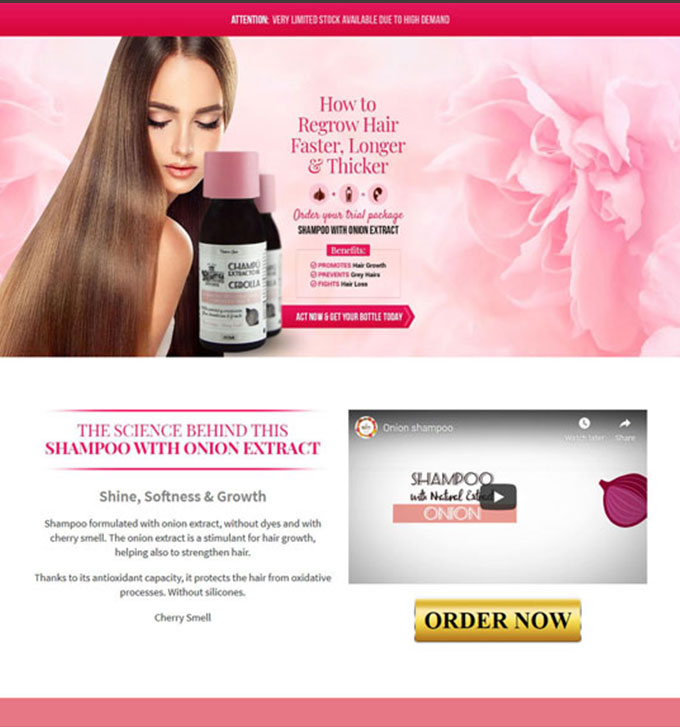 ATTENTION: VERY LIMITED STOCK AVAILABLE DUE TO HIGH DEMAND
How to
Regrow Hair
Faster, Longer
& Thicker
Order your trial package
SHAMPOO WITH ONION EXTRACT
Benefits:
PROMOTES Hair Growth
PREVENTS Grey Hairs
FIGHTS Hair Loss
ACT NOW & GET YOUR BOTTLE TODAY
CHAMPÚ
EXTRACTO DE
CEBOLLA
THE SCIENCE BEHIND THIS
SHAMPOO WITH ONION EXTRACT
Shine, Softness & Growth
Shampoo formulated with onion extract, without dyes and with
cherry smell. The onion extract is a stimulant for hair growth,
helping also to strengthen hair.
Thanks to its antioxidant capacity, it protects the hair from oxidative
processes. Without silicones.
Cherry Smell
Onion shampoo
Watch later
Share
SHAMPOO
with Natural Extract
ONION
ORDER NOW